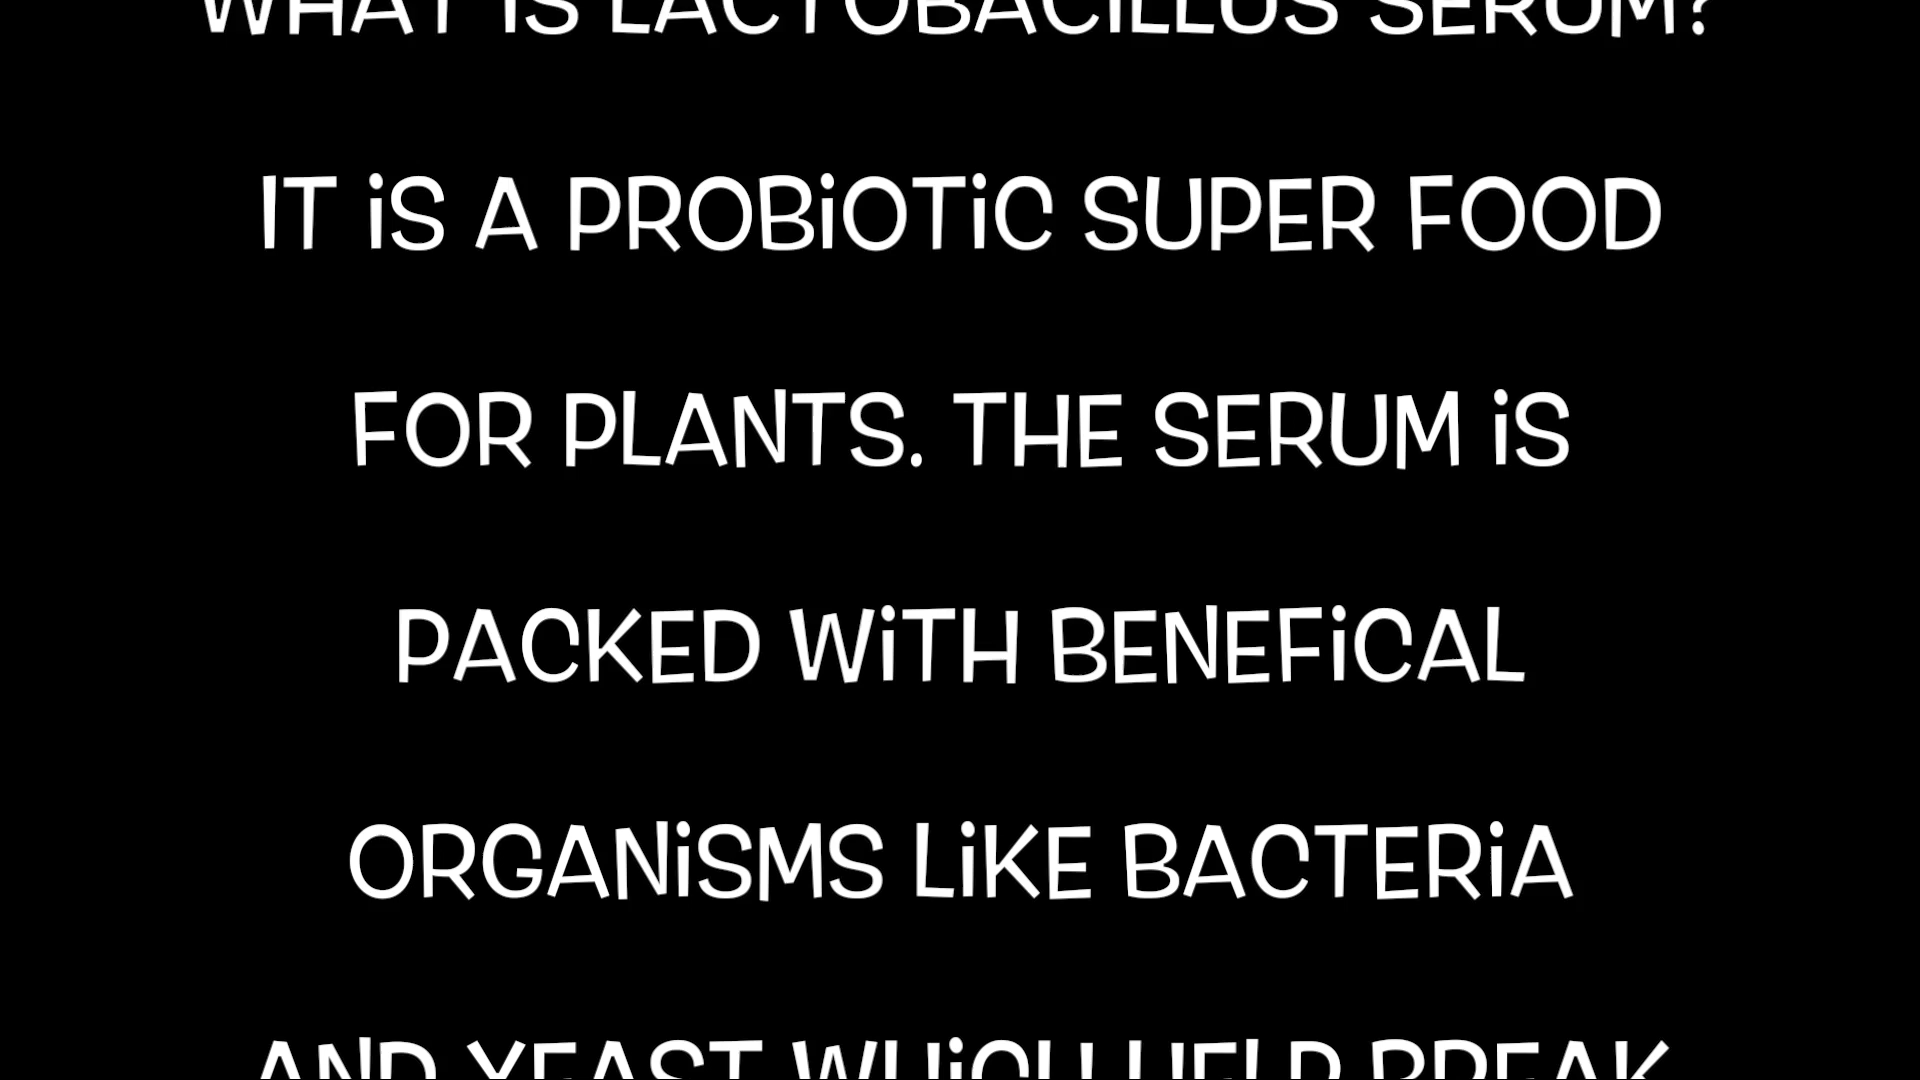 WHAT IS LACTOBACILLUS SERUM?
IT iS A PROBiOTiC SUPER FOOD
FOR PLANTS. THE SERUM iS
PACKED WiTH BENEFiCAL
ORGANiSMS LiKE BACTERiA
AND YEAST WHiCH HELP BREAK